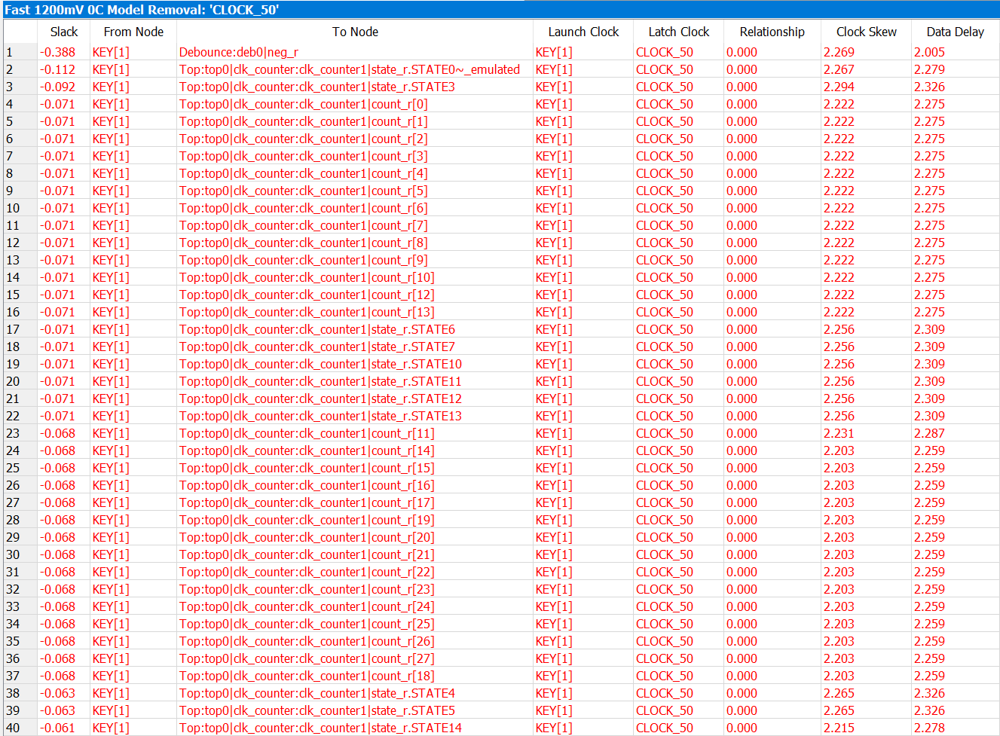 Fast 1200mV 0C Model Removal: 'CLOCK_50'
Slack From Node To Node Launch Clock Latch Clock Relationship Clock Skew Data Delay
1 -0.388 KEY[1] Debounce:deb0|neg_r KEY[1] CLOCK_50 0.000 2.269 2.005
2 -0.112 KEY[1] Top:top0|clk_counter:clk_counter1|state_r.STATE0~_emulated KEY[1] CLOCK_50 0.000 2.267 2.279
3 -0.092 KEY[1] Top:top0|clk_counter:clk_counter1|state_r.STATE3 KEY[1] CLOCK_50 0.000 2.294 2.326
4 -0.071 KEY[1] Top:top0|clk_counter:clk_counter1|count_r[0] KEY[1] CLOCK_50 0.000 2.222 2.275
5 -0.071 KEY[1] Top:top0|clk_counter:clk_counter1|count_r[1] KEY[1] CLOCK_50 0.000 2.222 2.275
6 -0.071 KEY[1] Top:top0|clk_counter:clk_counter1|count_r[2] KEY[1] CLOCK_50 0.000 2.222 2.275
7 -0.071 KEY[1] Top:top0|clk_counter:clk_counter1|count_r[3] KEY[1] CLOCK_50 0.000 2.222 2.275
8 -0.071 KEY[1] Top:top0|clk_counter:clk_counter1|count_r[4] KEY[1] CLOCK_50 0.000 2.222 2.275
9 -0.071 KEY[1] Top:top0|clk_counter:clk_counter1|count_r[5] KEY[1] CLOCK_50 0.000 2.222 2.275
10 -0.071 KEY[1] Top:top0|clk_counter:clk_counter1|count_r[6] KEY[1] CLOCK_50 0.000 2.222 2.275
11 -0.071 KEY[1] Top:top0|clk_counter:clk_counter1|count_r[7] KEY[1] CLOCK_50 0.000 2.222 2.275
12 -0.071 KEY[1] Top:top0|clk_counter:clk_counter1|count_r[8] KEY[1] CLOCK_50 0.000 2.222 2.275
13 -0.071 KEY[1] Top:top0|clk_counter:clk_counter1|count_r[9] KEY[1] CLOCK_50 0.000 2.222 2.275
14 -0.071 KEY[1] Top:top0|clk_counter:clk_counter1|count_r[10] KEY[1] CLOCK_50 0.000 2.222 2.275
15 -0.071 KEY[1] Top:top0|clk_counter:clk_counter1|count_r[12] KEY[1] CLOCK_50 0.000 2.222 2.275
16 -0.071 KEY[1] Top:top0|clk_counter:clk_counter1|count_r[13] KEY[1] CLOCK_50 0.000 2.222 2.275
17 -0.071 KEY[1] Top:top0|clk_counter:clk_counter1|state_r.STATE6 KEY[1] CLOCK_50 0.000 2.256 2.309
18 -0.071 KEY[1] Top:top0|clk_counter:clk_counter1|state_r.STATE7 KEY[1] CLOCK_50 0.000 2.256 2.309
19 -0.071 KEY[1] Top:top0|clk_counter:clk_counter1|state_r.STATE10 KEY[1] CLOCK_50 0.000 2.256 2.309
20 -0.071 KEY[1] Top:top0|clk_counter:clk_counter1|state_r.STATE11 KEY[1] CLOCK_50 0.000 2.256 2.309
21 -0.071 KEY[1] Top:top0|clk_counter:clk_counter1|state_r.STATE12 KEY[1] CLOCK_50 0.000 2.256 2.309
22 -0.071 KEY[1] Top:top0|clk_counter:clk_counter1|state_r.STATE13 KEY[1] CLOCK_50 0.000 2.256 2.309
23 -0.068 KEY[1] Top:top0|clk_counter:clk_counter1|count_r[11] KEY[1] CLOCK_50 0.000 2.231 2.287
24 -0.068 KEY[1] Top:top0|clk_counter:clk_counter1|count_r[14] KEY[1] CLOCK_50 0.000 2.203 2.259
25 -0.068 KEY[1] Top:top0|clk_counter:clk_counter1|count_r[15] KEY[1] CLOCK_50 0.000 2.203 2.259
26 -0.068 KEY[1] Top:top0|clk_counter:clk_counter1|count_r[16] KEY[1] CLOCK_50 0.000 2.203 2.259
27 -0.068 KEY[1] Top:top0|clk_counter:clk_counter1|count_r[17] KEY[1] CLOCK_50 0.000 2.203 2.259
28 -0.068 KEY[1] Top:top0|clk_counter:clk_counter1|count_r[19] KEY[1] CLOCK_50 0.000 2.203 2.259
29 -0.068 KEY[1] Top:top0|clk_counter:clk_counter1|count_r[20] KEY[1] CLOCK_50 0.000 2.203 2.259
30 -0.068 KEY[1] Top:top0|clk_counter:clk_counter1|count_r[21] KEY[1] CLOCK_50 0.000 2.203 2.259
31 -0.068 KEY[1] Top:top0|clk_counter:clk_counter1|count_r[22] KEY[1] CLOCK_50 0.000 2.203 2.259
32 -0.068 KEY[1] Top:top0|clk_counter:clk_counter1|count_r[23] KEY[1] CLOCK_50 0.000 2.203 2.259
33 -0.068 KEY[1] Top:top0|clk_counter:clk_counter1|count_r[24] KEY[1] CLOCK_50 0.000 2.203 2.259
34 -0.068 KEY[1] Top:top0|clk_counter:clk_counter1|count_r[25] KEY[1] CLOCK_50 0.000 2.203 2.259
35 -0.068 KEY[1] Top:top0|clk_counter:clk_counter1|count_r[26] KEY[1] CLOCK_50 0.000 2.203 2.259
36 -0.068 KEY[1] Top:top0|clk_counter:clk_counter1|count_r[27] KEY[1] CLOCK_50 0.000 2.203 2.259
37 -0.068 KEY[1] Top:top0|clk_counter:clk_counter1|count_r[18] KEY[1] CLOCK_50 0.000 2.203 2.259
38 -0.063 KEY[1] Top:top0|clk_counter:clk_counter1|state_r.STATE4 KEY[1] CLOCK_50 0.000 2.265 2.326
39 -0.063 KEY[1] Top:top0|clk_counter:clk_counter1|state_r.STATE5 KEY[1] CLOCK_50 0.000 2.265 2.326
40 -0.061 KEY[1] Top:top0|clk_counter:clk_counter1|state_r.STATE14 KEY[1] CLOCK_50 0.000 2.215 2.278